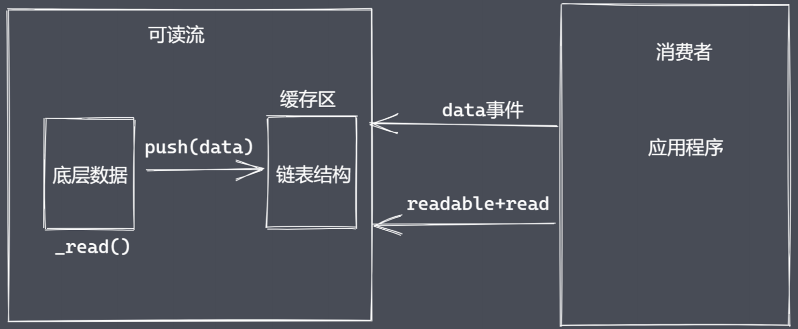 可读流
缓存区
底层数据
push(data)
链表结构
_read()
data事件
readable+read
消费者
应用程序